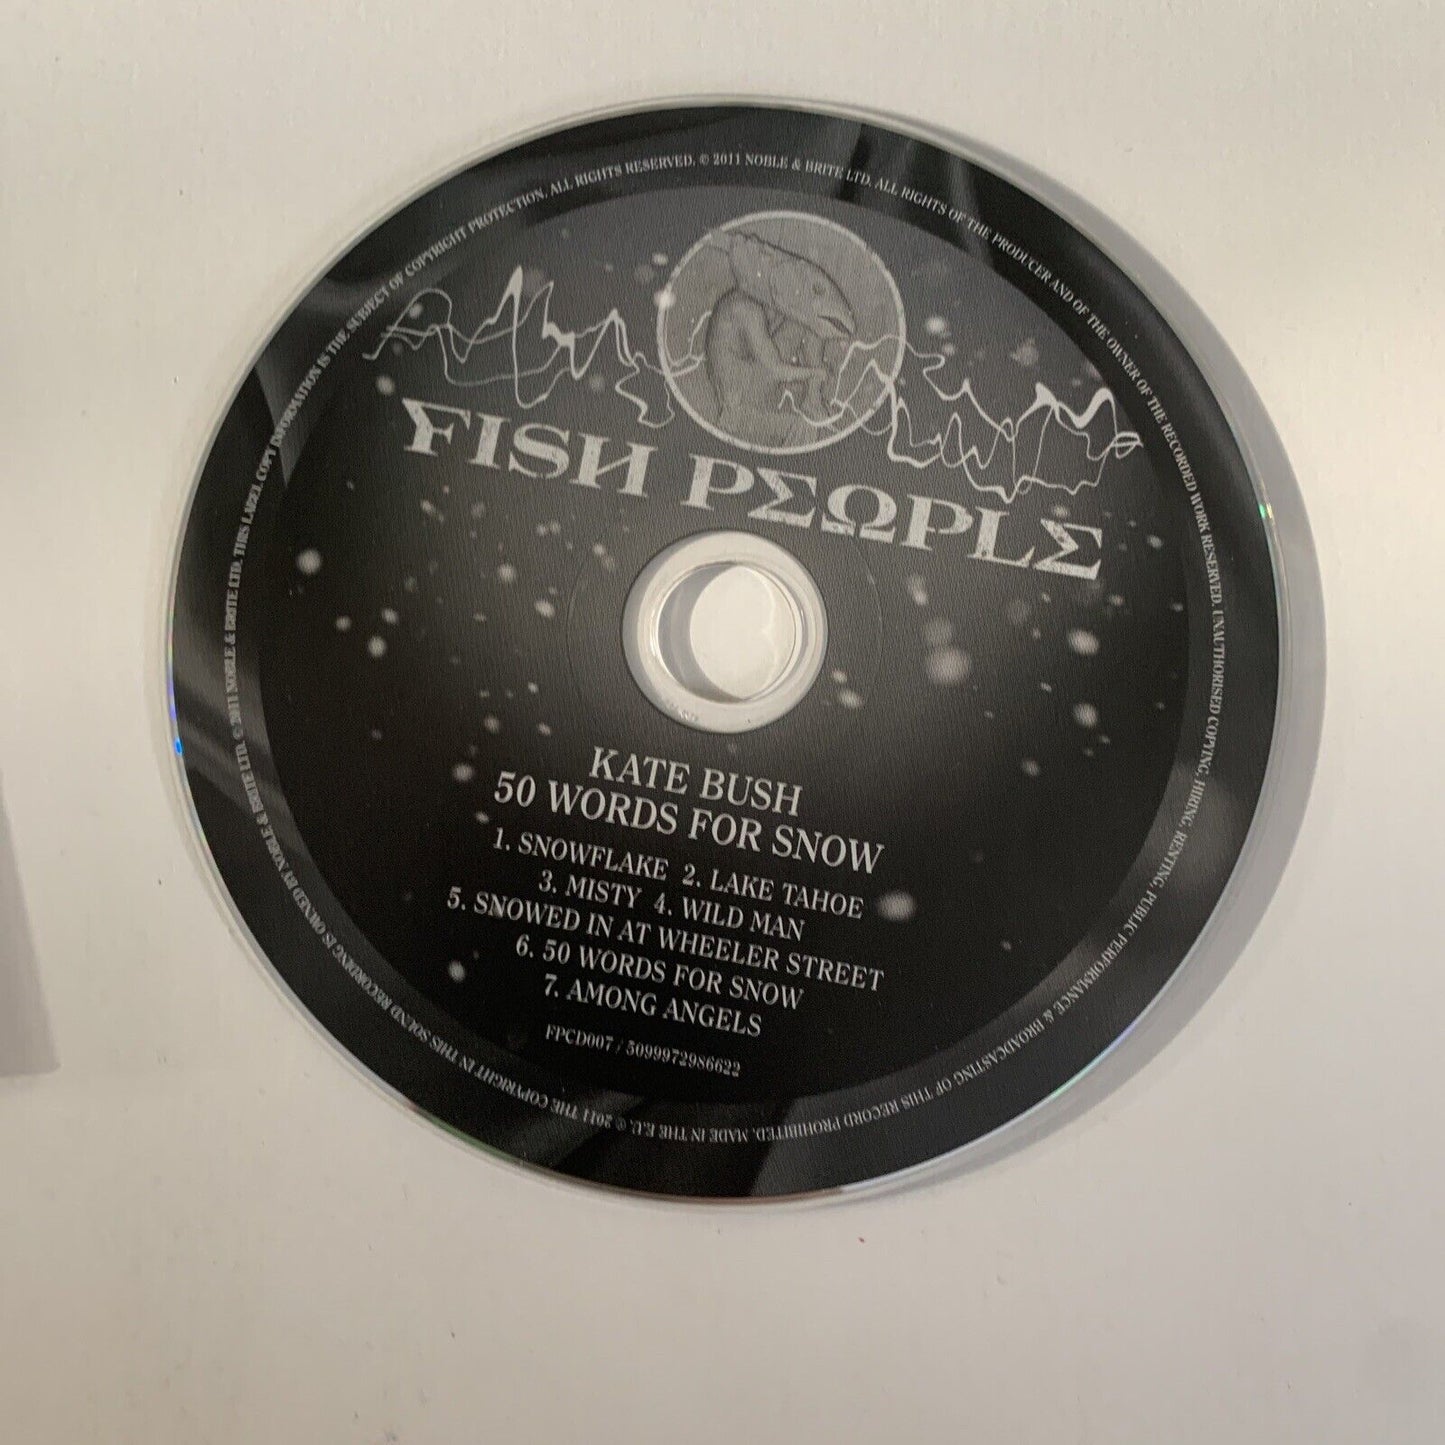 FISH PEOPLE
KATE BUSH
50 WORDS FOR SNOW
1. SNOWFLAKE 2. LAKE TAHOE
3. MISTY 4. WILD MAN
5. SNOWED IN AT WHEELER STREET
6. 50 WORDS FOR SNOW
7. AMONG ANGELS
FPCD007 / 5099972986622
℗ 2011 THE COPYRIGHT IN THIS SOUND RECORDING IS OWNED BY NOBLE & BRITE LTD. © 2011 NOBLE & BRITE LTD. THIS LABEL COPY INFORMATION IS THE SUBJECT OF COPYRIGHT PROTECTION. ALL RIGHTS RESERVED. © 2011 NOBLE & BRITE LTD. ALL RIGHTS OF THE PRODUCER AND OF THE OWNER OF THE RECORDED WORK RESERVED. UNAUTHORISED COPYING, HIRING, RENTING, PUBLIC PERFORMANCE & BROADCASTING OF THIS RECORD PROHIBITED. MADE IN THE E.U.